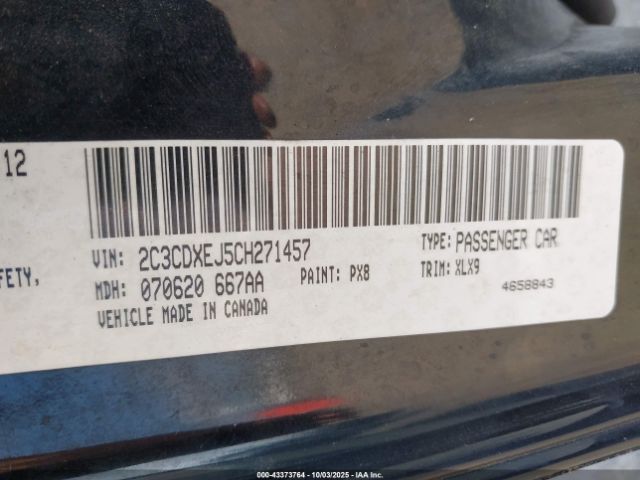 12
VIN: 2C3CDXEJ5CH271457
TYPE: PASSENGER CAR
FETY,
MDH: 070620 667AA
PAINT: PX8
TRIM: XLX9
VEHICLE MADE IN CANADA
4658843
000-43373764 - 10/03/2025 - IAA Inc.